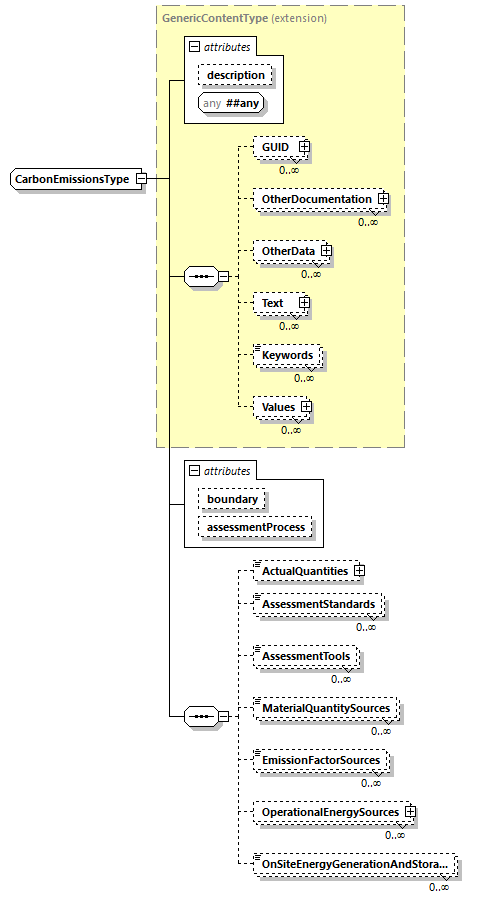 GenericContentType (extension)
attributes
description
any ##any
CarbonEmissionsType
GUID
0..∞
OtherDocumentation
0..∞
OtherData
0..∞
Text
0..∞
Keywords
0..∞
Values
0..∞
attributes
boundary
assessmentProcess
ActualQuantities
AssessmentStandards
0..∞
AssessmentTools
0..∞
MaterialQuantitySources
0..∞
EmissionFactorSources
0..∞
OperationalEnergySources
0..∞
OnSiteEnergyGenerationAndStora...
0..∞